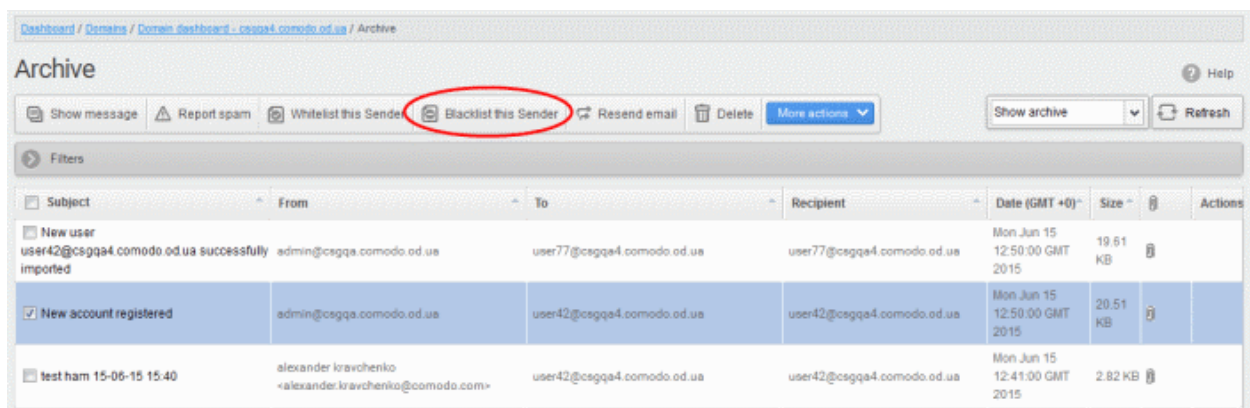 Dashboard / Domains / Domain dashboard - csgqa4.comodo.od.ua / Archive
Archive
Help
Show message Report spam Whitelist this Sender Blacklist this Sender Resend email Delete More actions Show archive Refresh
Filters
Subject From To Recipient Date (GMT +0) Size Actions
New user
user42@csgqa4.comodo.od.ua successfully
imported
admin@csgqa.comodo.od.ua
user77@csgqa4.comodo.od.ua
user77@csgqa4.comodo.od.ua
Mon Jun 15
12:50:00 GMT
2015
19.61
KB
New account registered
admin@csgqa.comodo.od.ua
user42@csgqa4.comodo.od.ua
user42@csgqa4.comodo.od.ua
Mon Jun 15
12:50:00 GMT
2015
20.51
KB
test ham 15-06-15 15:40
alexander kravchenko
<alexander.kravchenko@comodo.com>
user42@csgqa4.comodo.od.ua
user42@csgqa4.comodo.od.ua
Mon Jun 15
12:41:00 GMT
2015
2.82 KB